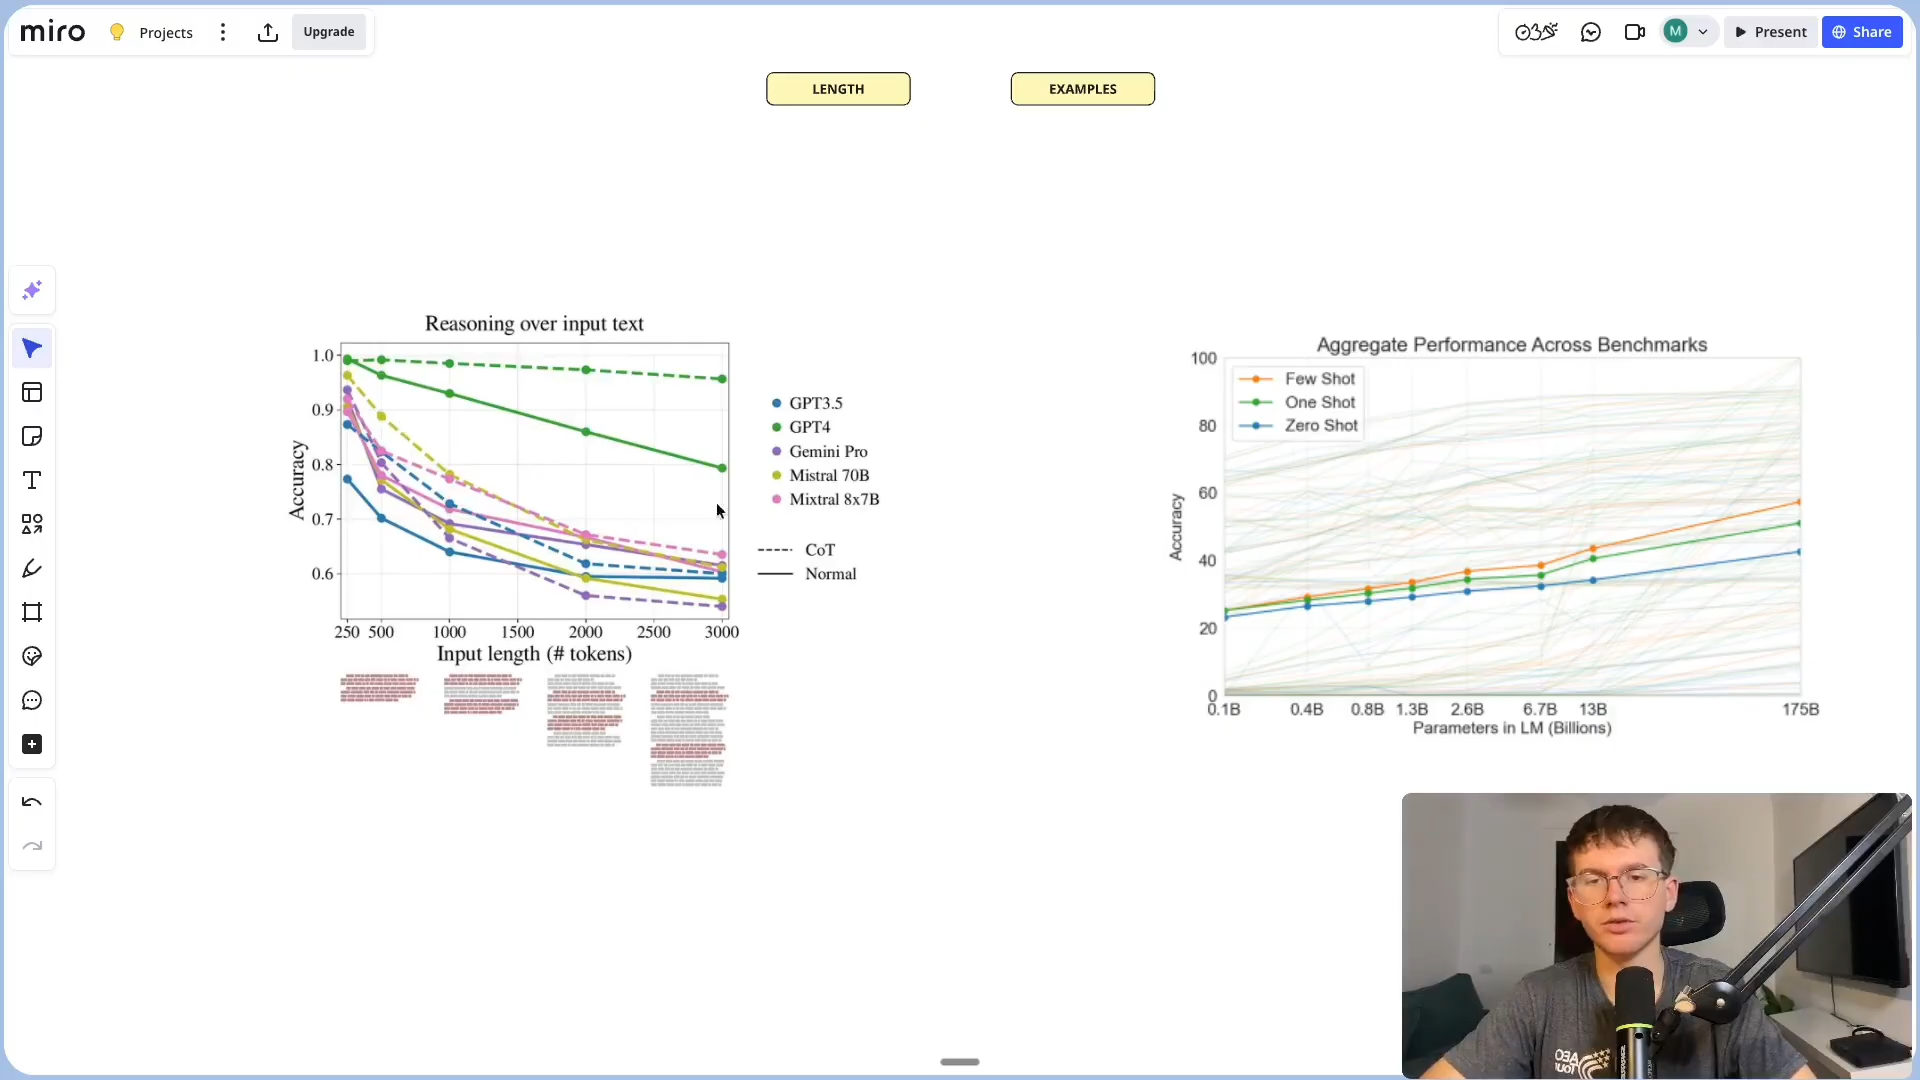 miro
Projects
Upgrade
M
Present
Share
LENGTH
EXAMPLES
Reasoning over input text
1.0
0.9
0.8
0.7
0.6
Accuracy
250 500 1000 1500 2000 2500 3000
Input length (# tokens)
GPT3.5
GPT4
Gemini Pro
Mistral 70B
Mixtral 8x7B
CoT
Normal
Aggregate Performance Across Benchmarks
Few Shot
One Shot
Zero Shot
100
80
60
40
20
0
Accuracy
0.1B 0.4B 0.8B 1.3B 2.6B 6.7B 13B 175B
Parameters in LM (Billions)